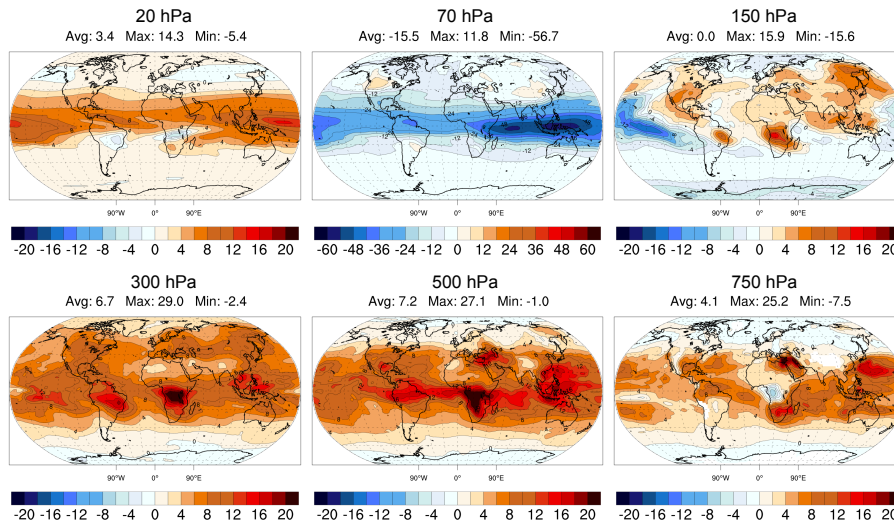 20 hPa
Avg: 3.4 Max: 14.3 Min: -5.4
90°W 0° 90°E
-20 -16 -12 -8 -4 0 4 8 12 16 20
70 hPa
Avg: -15.5 Max: 11.8 Min: -56.7
90°W 0° 90°E
-60 -48 -36 -24 -12 0 12 24 36 48 60
150 hPa
Avg: 0.0 Max: 15.9 Min: -15.6
90°W 0° 90°E
-20 -16 -12 -8 -4 0 4 8 12 16 20
300 hPa
Avg: 6.7 Max: 29.0 Min: -2.4
90°W 0° 90°E
-20 -16 -12 -8 -4 0 4 8 12 16 20
500 hPa
Avg: 7.2 Max: 27.1 Min: -1.0
90°W 0° 90°E
-20 -16 -12 -8 -4 0 4 8 12 16 20
750 hPa
Avg: 4.1 Max: 25.2 Min: -7.5
90°W 0° 90°E
-20 -16 -12 -8 -4 0 4 8 12 16 20